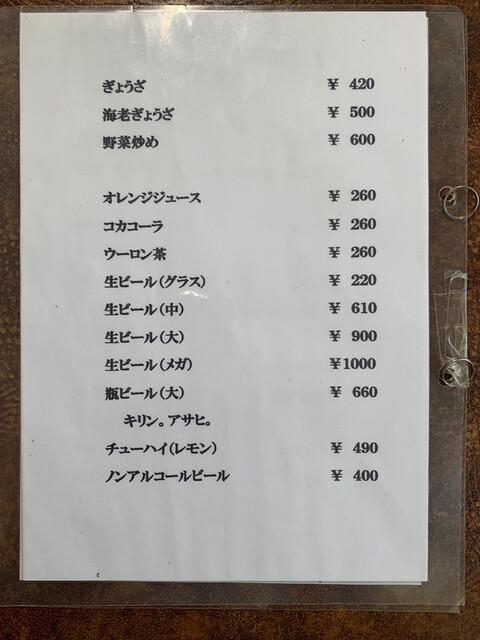 ぎょうざ ¥ 420
海老ぎょうざ ¥ 500
野菜炒め ¥ 600
オレンジジュース ¥ 260
コカコーラ ¥ 260
ウーロン茶 ¥ 260
生ビール(グラス) ¥ 220
生ビール(中) ¥ 610
生ビール(大) ¥ 900
生ビール(メガ) ¥1000
瓶ビール(大) ¥ 660
キリン。アサヒ。
チューハイ(レモン) ¥ 490
ノンアルコールビール ¥ 400